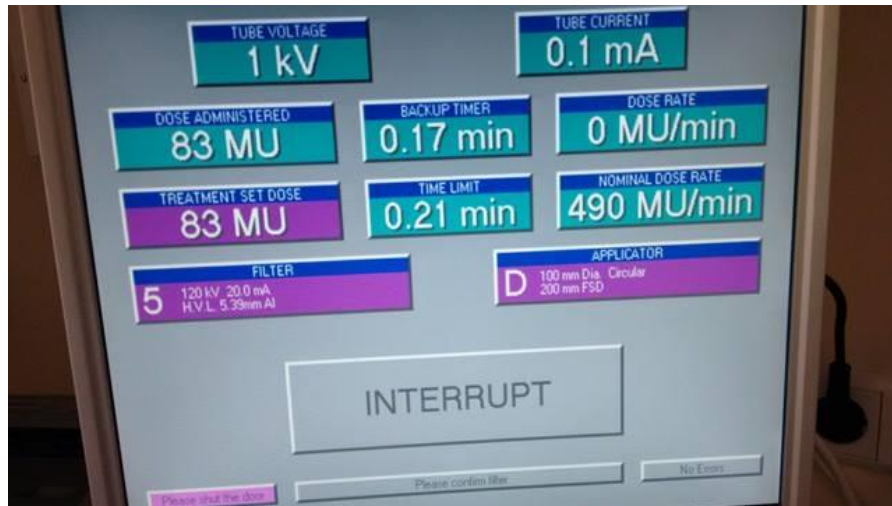 TUBE VOLTAGE
1 kV
TUBE CURRENT
0.1 mA
DOSE ADMINISTERED
83 MU
BACKUP TIMER
0.17 min
DOSE RATE
0 MU/min
TREATMENT SET DOSE
83 MU
TIME LIMIT
0.21 min
NOMINAL DOSE RATE
490 MU/min
FILTER
5
120 kV 20.0 mA
H.V.L. 5.39mm Al
APPLICATOR
D
100 mm Dia. Circular
200 mm FSD
INTERRUPT
Please shut the door
Please confirm filter
No Errors